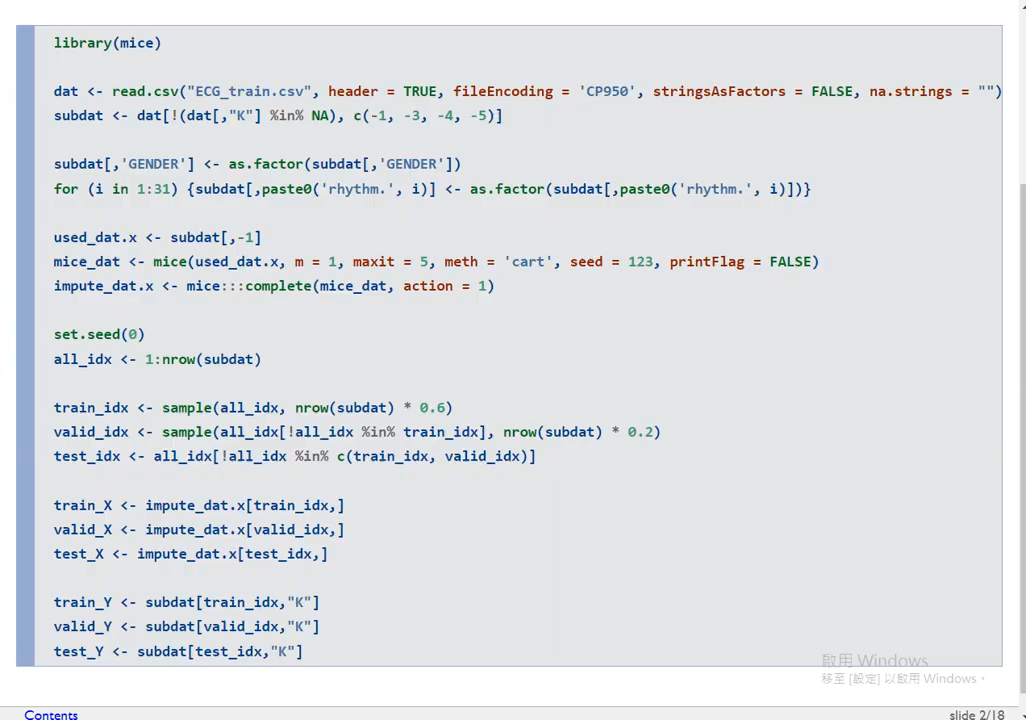 library(mice)
dat <- read.csv("ECG_train.csv", header = TRUE, fileEncoding = 'CP950', stringsAsFactors = FALSE, na.strings = "")
subdat <- dat[!(dat[,"K"] %in% NA), c(-1, -3, -4, -5)]
subdat[,'GENDER'] <- as.factor(subdat[,'GENDER'])
for (i in 1:31) {subdat[,paste0('rhythm.', i)] <- as.factor(subdat[,paste0('rhythm.', i)])}
used_dat.x <- subdat[,-1]
mice_dat <- mice(used_dat.x, m = 1, maxit = 5, meth = 'cart', seed = 123, printFlag = FALSE)
impute_dat.x <- mice:::complete(mice_dat, action = 1)
set.seed(0)
all_idx <- 1:nrow(subdat)
train_idx <- sample(all_idx, nrow(subdat) * 0.6)
valid_idx <- sample(all_idx[!all_idx %in% train_idx], nrow(subdat) * 0.2)
test_idx <- all_idx[!all_idx %in% c(train_idx, valid_idx)]
train_X <- impute_dat.x[train_idx,]
valid_X <- impute_dat.x[valid_idx,]
test_X <- impute_dat.x[test_idx,]
train_Y <- subdat[train_idx,"K"]
valid_Y <- subdat[valid_idx,"K"]
test_Y <- subdat[test_idx,"K"]
啟用 Windows
移至 [設定] 以啟用 Windows。
Contents
slide 2/18